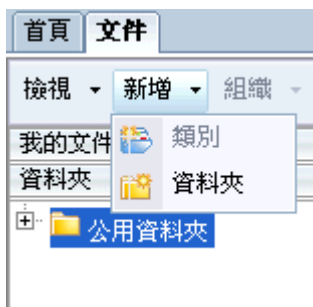 首頁 文件
檢視 新增 組織
我的文件
類別
資料夾
資料夾
公用資料夾